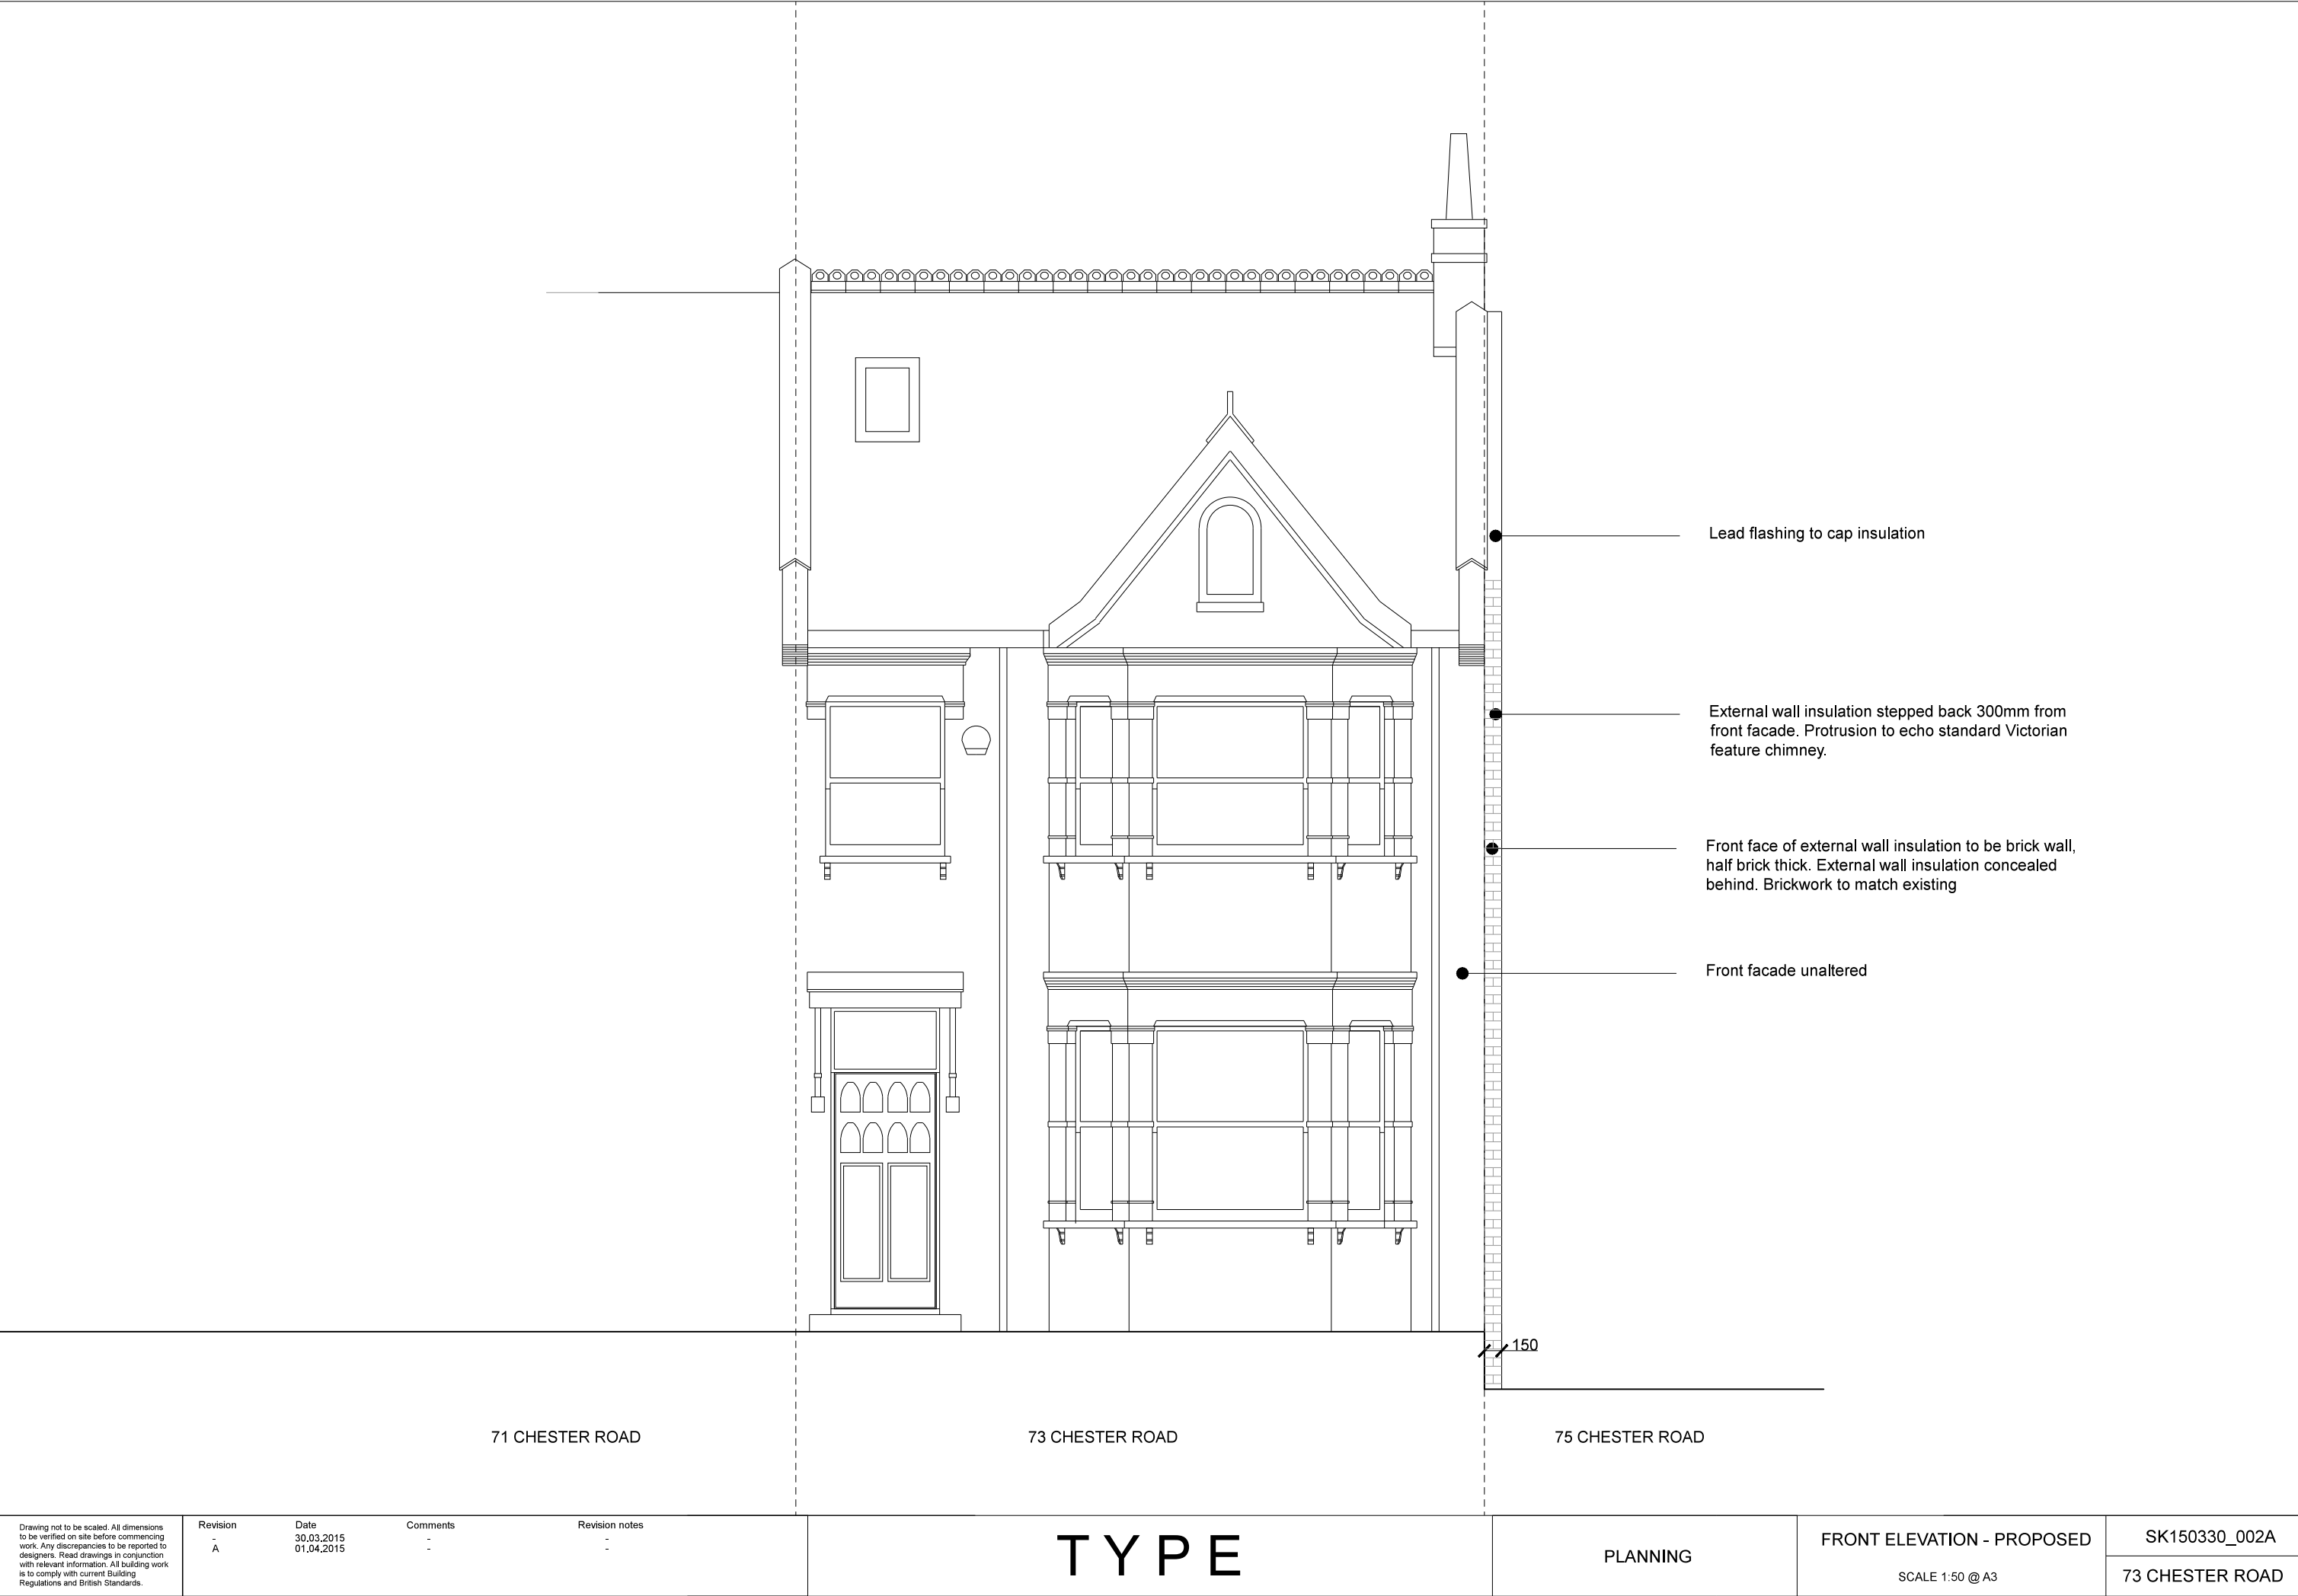 Lead flashing to cap insulation
External wall insulation stepped back 300mm from
front facade. Protrusion to echo standard Victorian
feature chimney.
Front face of external wall insulation to be brick wall,
half brick thick. External wall insulation concealed
behind. Brickwork to match existing
Front facade unaltered
150
71 CHESTER ROAD
73 CHESTER ROAD
75 CHESTER ROAD
Drawing not to be scaled. All dimensions
to be verified on site before commencing
work. Any discrepancies to be reported to
designers. Read drawings in conjunction
with relevant information. All building work
is to comply with current Building
Regulations and British Standards.
Revision Date Comments Revision notes
- 30.03.2015 - -
A 01.04.2015 - -
TYPE
PLANNING
FRONT ELEVATION - PROPOSED
SCALE 1:50 @ A3
SK150330_002A
73 CHESTER ROAD